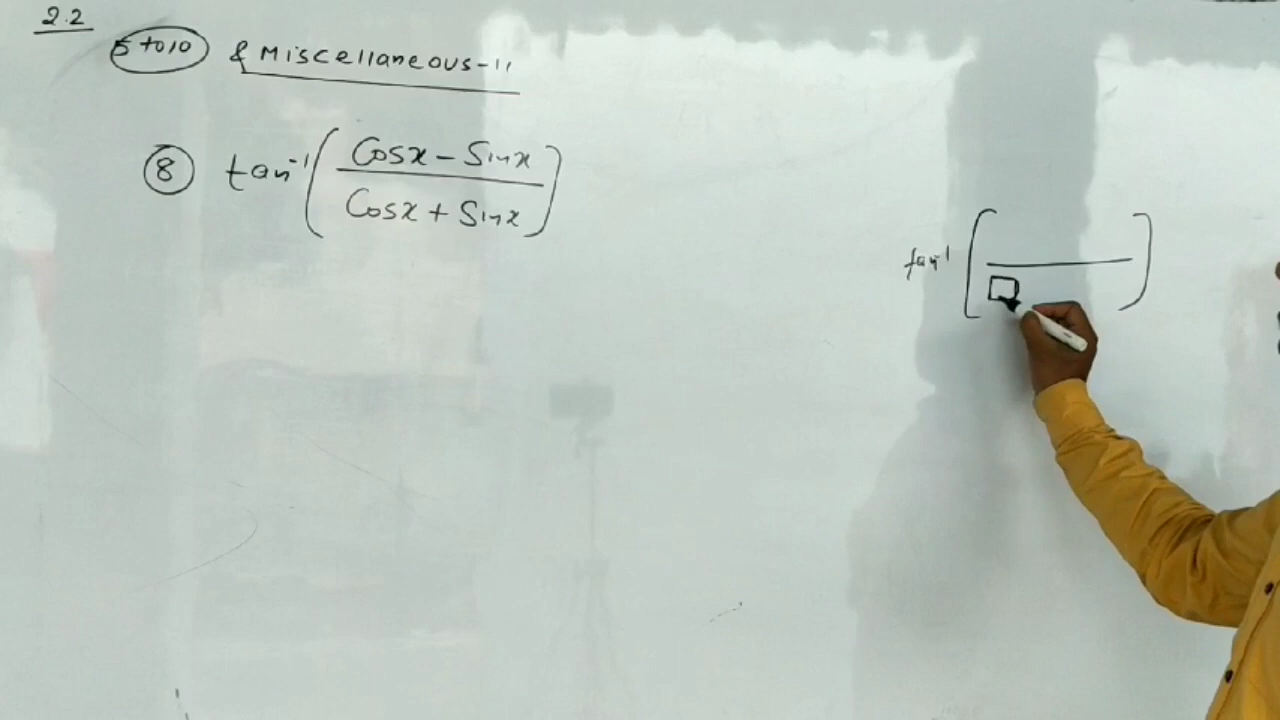 2.2
5 to 10 & Miscellaneous-11
8 tan⁻¹(Cosx - Sinx / Cosx + Sinx)
tan⁻¹